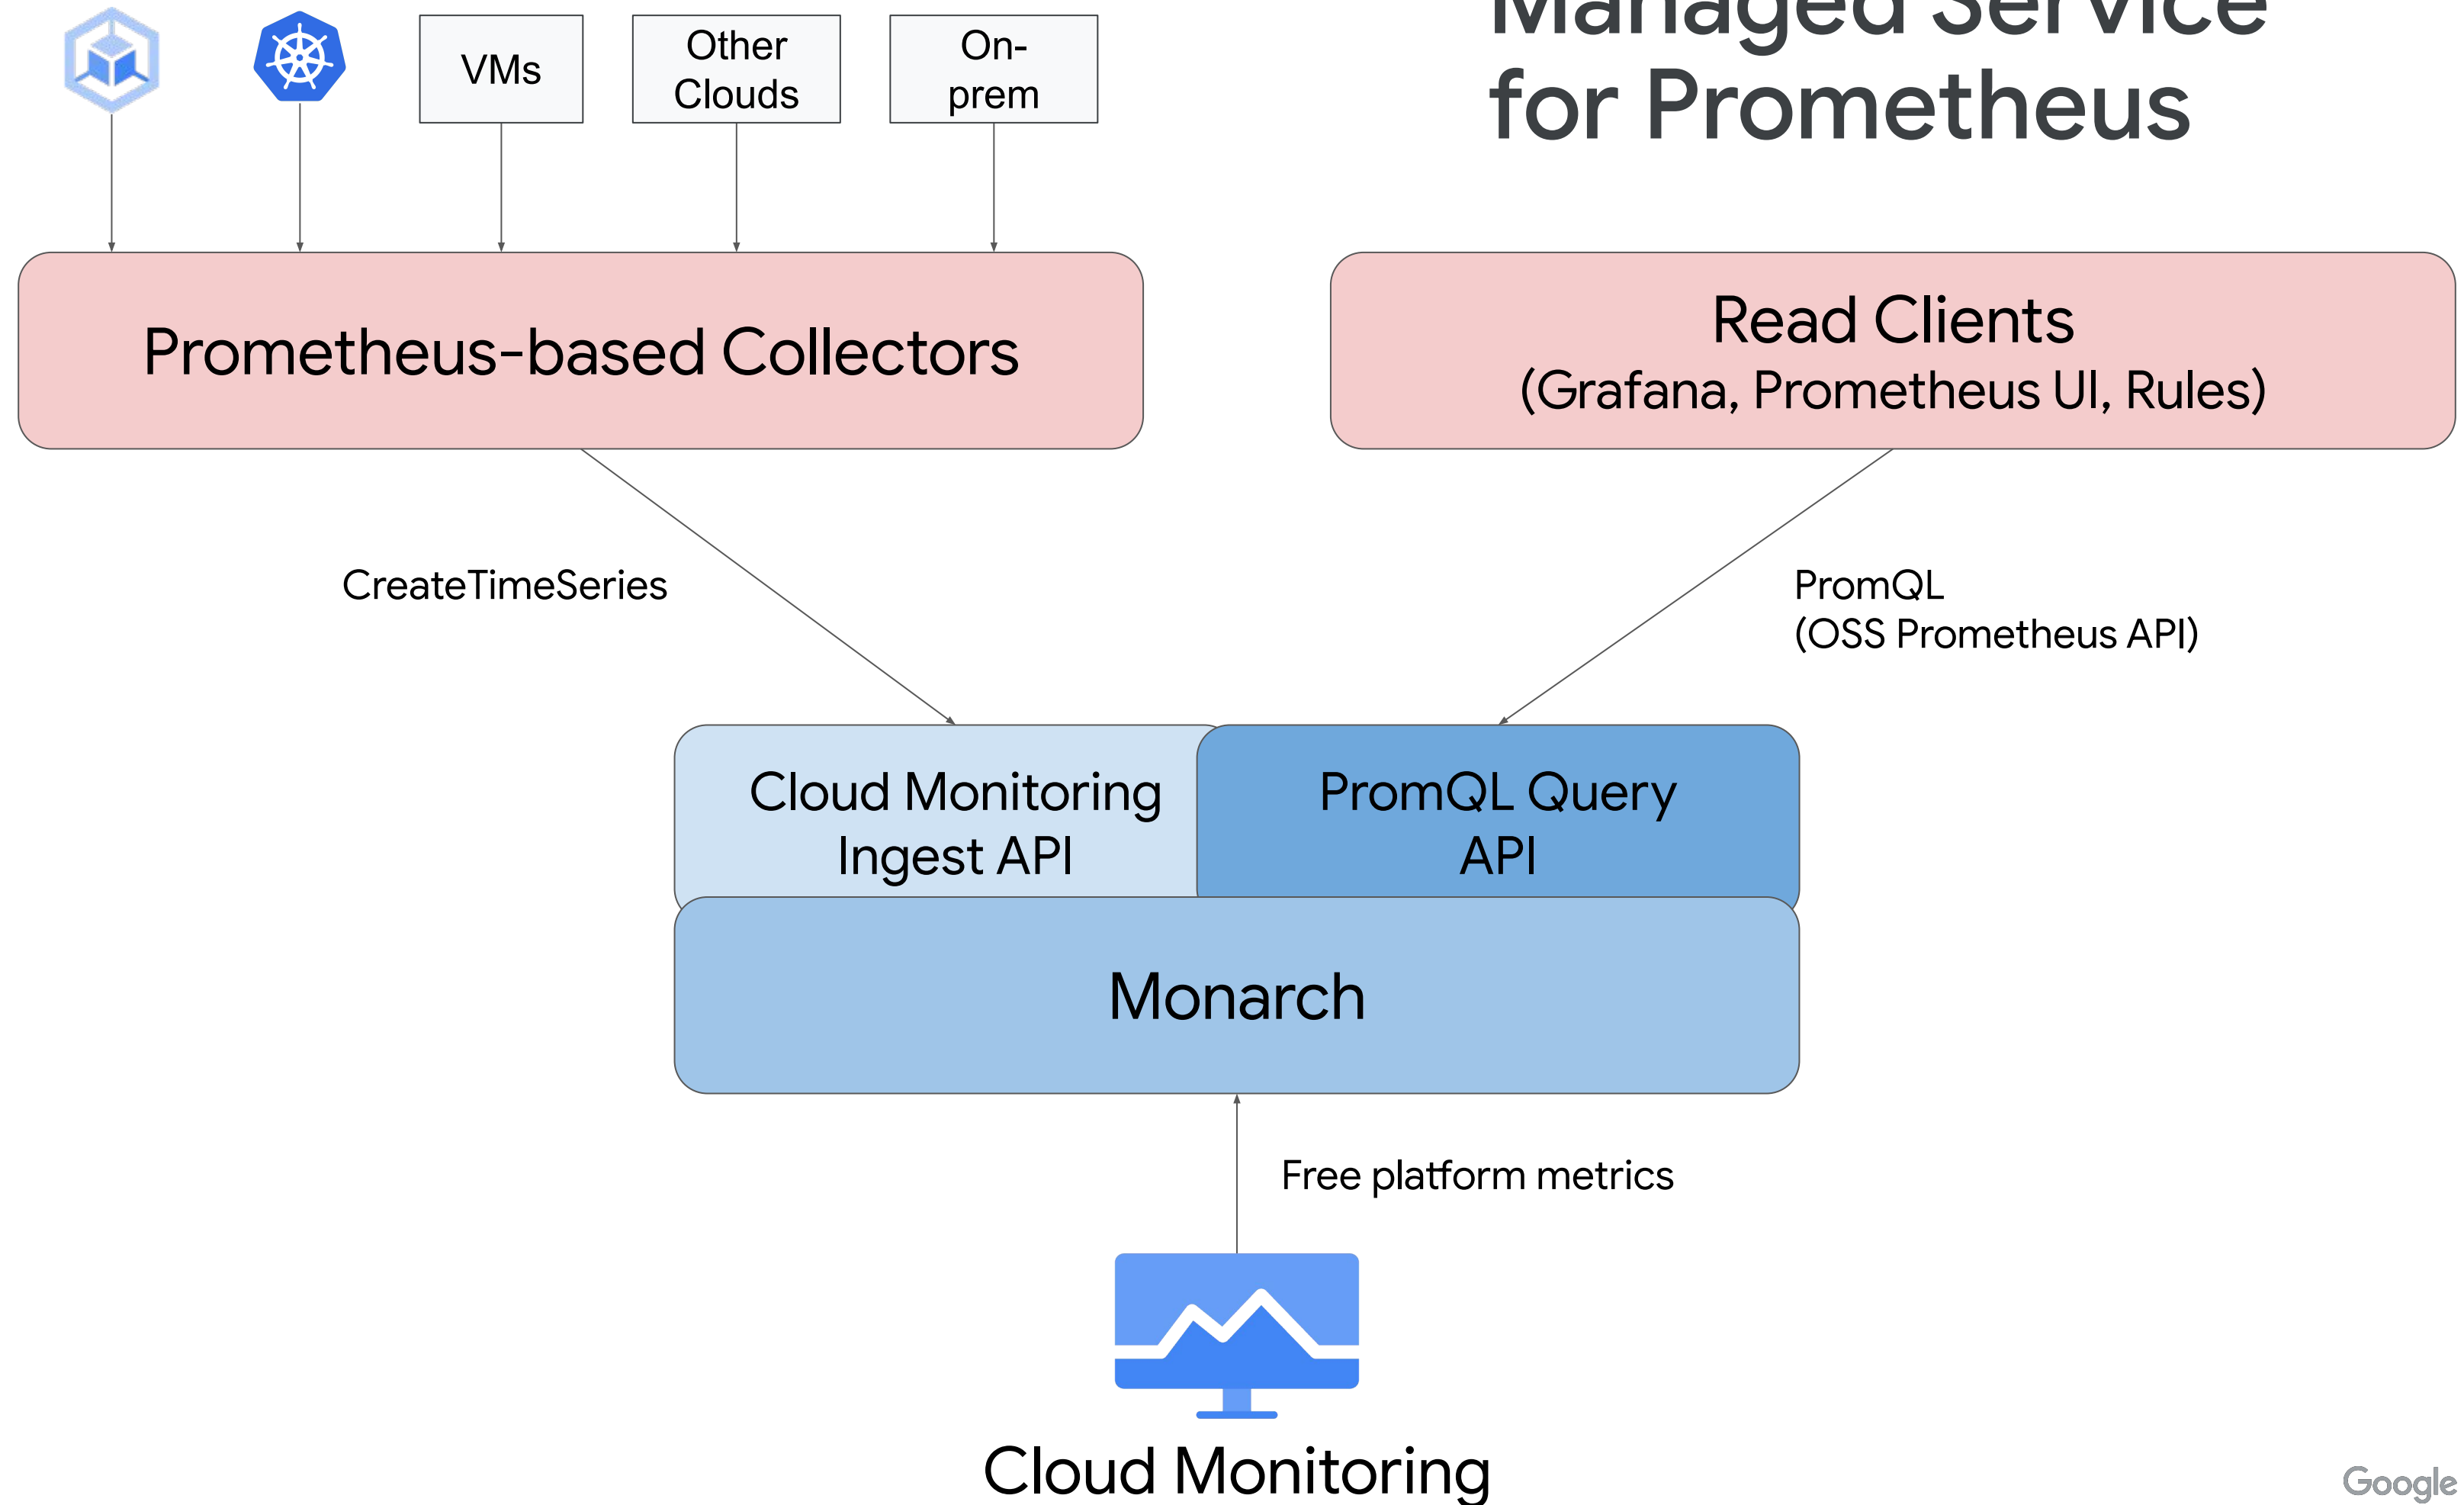 Managed Service
for Prometheus
VMs
Other
Clouds
On-
prem
Prometheus-based Collectors
Read Clients
(Grafana, Prometheus UI, Rules)
CreateTimeSeries
PromQL
(OSS Prometheus API)
Cloud Monitoring
Ingest API
PromQL Query
API
Monarch
Free platform metrics
Cloud Monitoring
Google